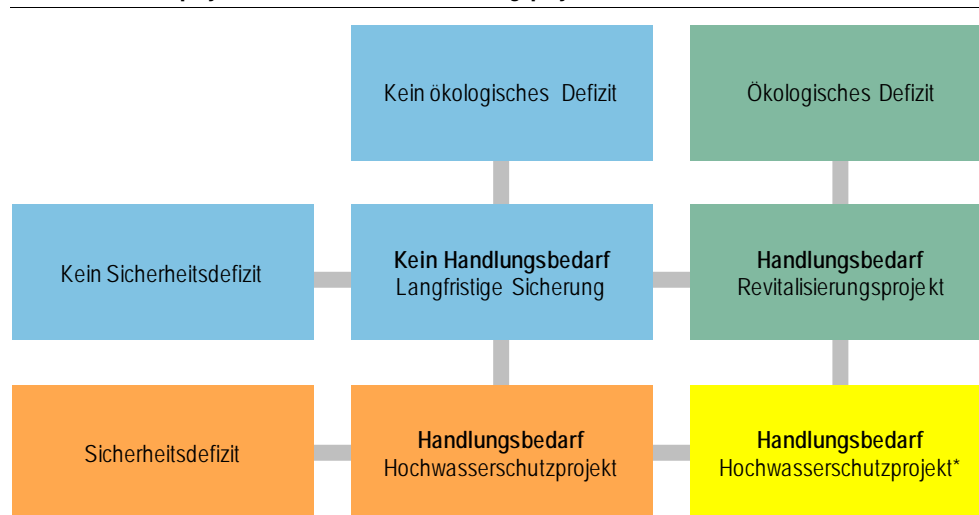 Kein ökologisches Defizit
Ökologisches Defizit
Kein Sicherheitsdefizit
Kein Handlungsbedarf
Langfristige Sicherung
Handlungsbedarf
Revitalisierungsprojekt
Sicherheitsdefizit
Handlungsbedarf
Hochwasserschutzprojekt
Handlungsbedarf
Hochwasserschutzprojekt*